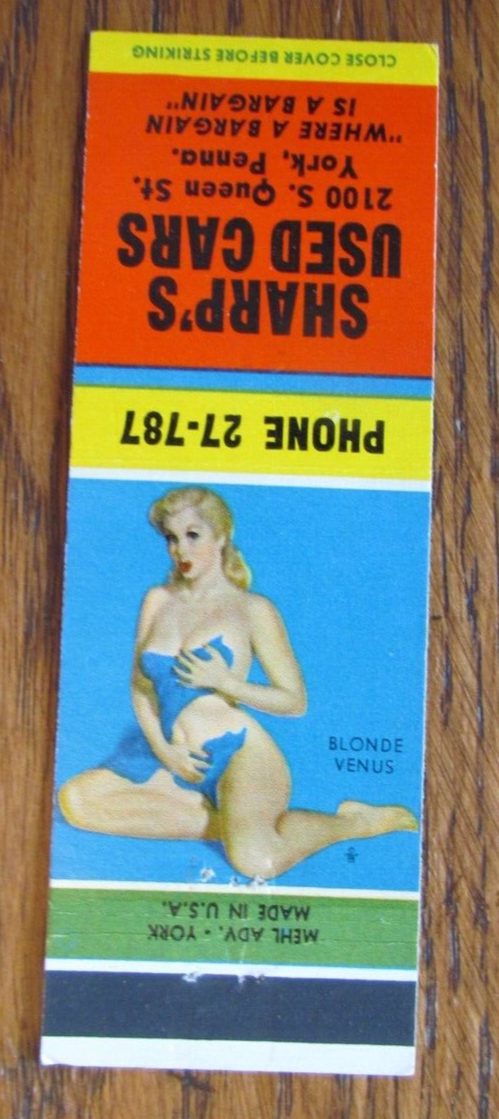 CLOSE COVER BEFORE STRIKING
SHARP'S
USED CARS
2100 S. Queen St.
York, Penna.
"WHERE A BARGAIN
IS A BARGAIN"
PHONE 27-787
BLONDE
VENUS
MEHL ADV. - YORK
MADE IN U.S.A.